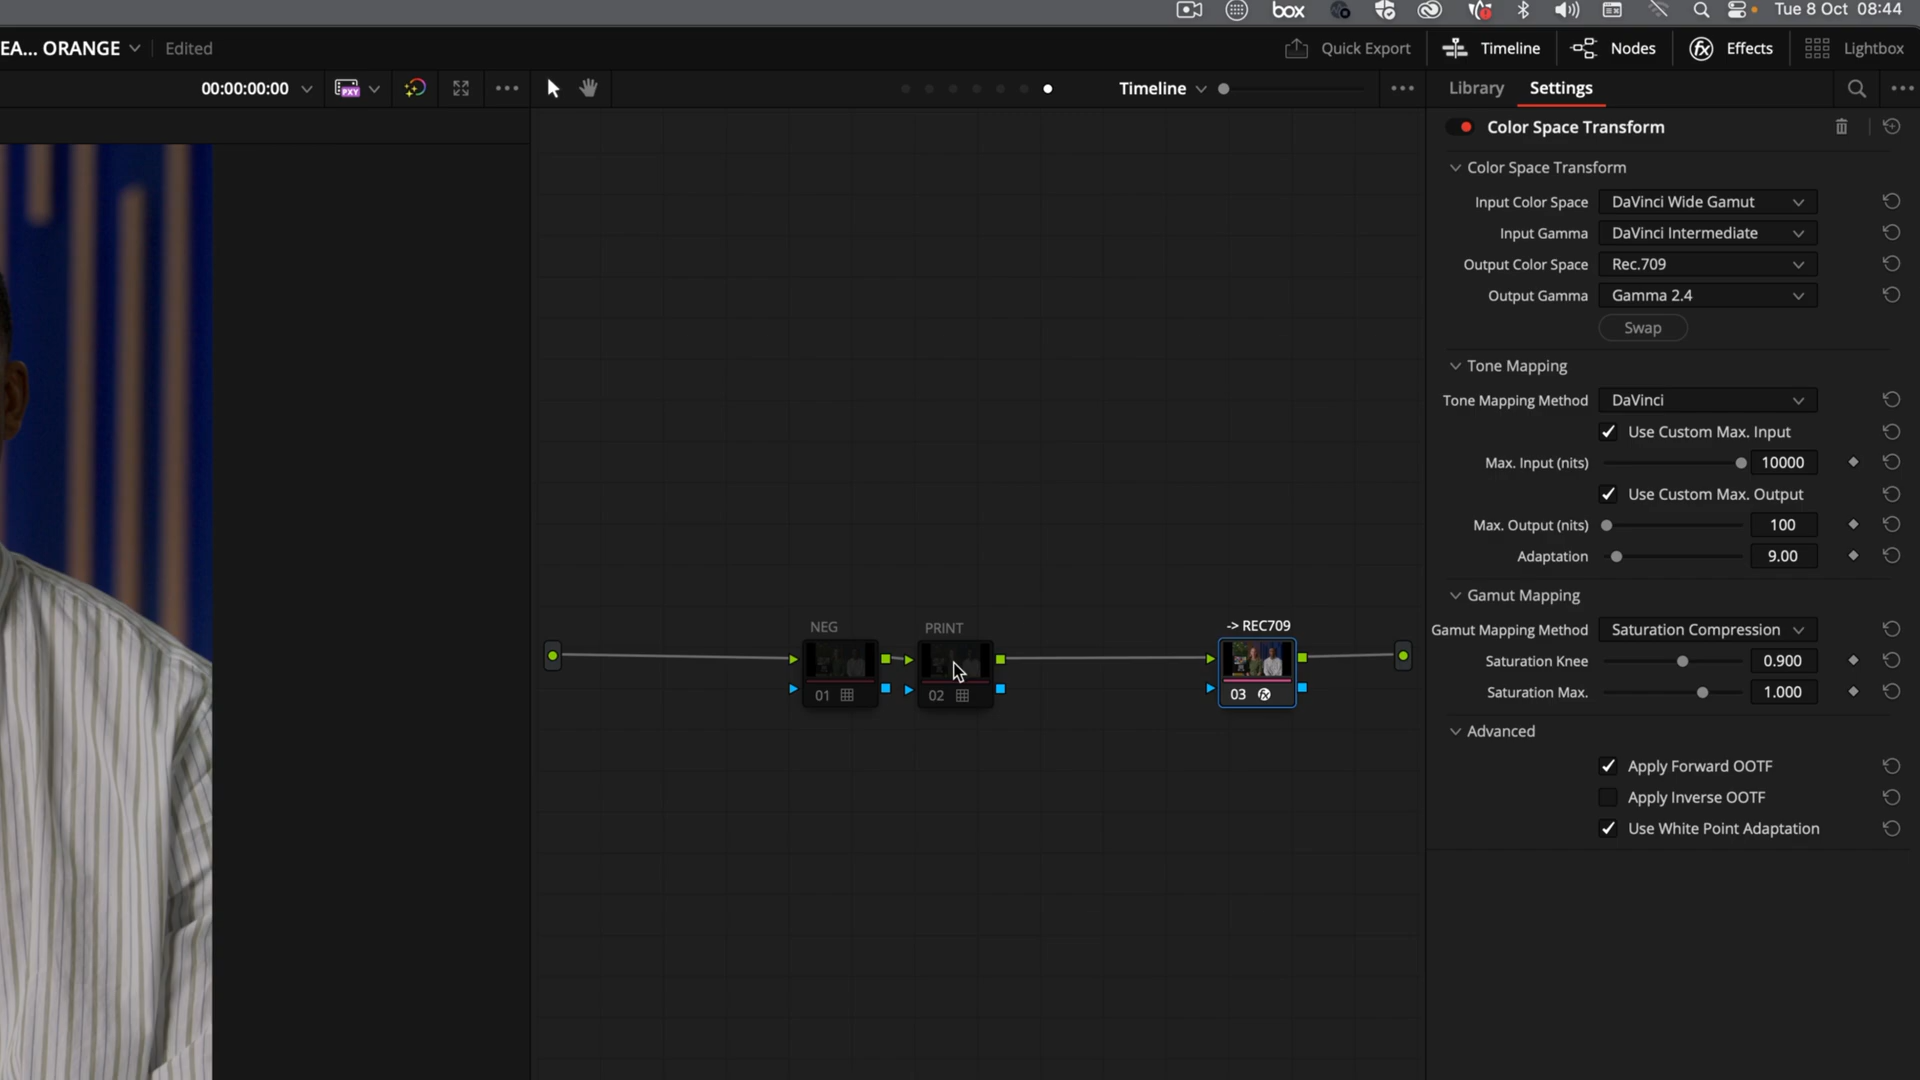 box
Tue 8 Oct 08:44
EA... ORANGE
Edited
Quick Export
Timeline
Nodes
Effects
Lightbox
00:00:00:00
PXY
Timeline
Library
Settings
Color Space Transform
Color Space Transform
Input Color Space
DaVinci Wide Gamut
Input Gamma
DaVinci Intermediate
Output Color Space
Rec.709
Output Gamma
Gamma 2.4
Swap
Tone Mapping
Tone Mapping Method
DaVinci
Use Custom Max. Input
Max. Input (nits)
10000
Use Custom Max. Output
Max. Output (nits)
100
Adaptation
9.00
Gamut Mapping
Gamut Mapping Method
Saturation Compression
Saturation Knee
0.900
Saturation Max.
1.000
Advanced
Apply Forward OOTF
Apply Inverse OOTF
Use White Point Adaptation
NEG
01
PRINT
02
-> REC709
03